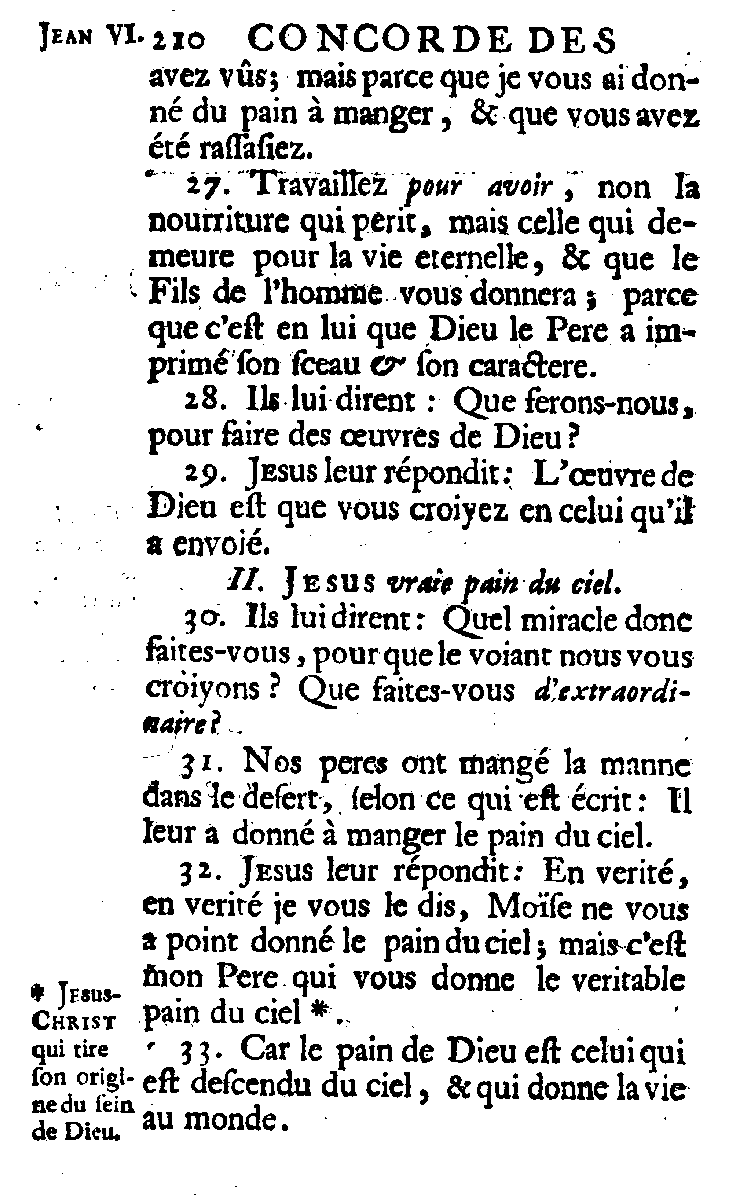 JEAN VI. 210 CONCORDE DES
avez vûs; mais parce que je vous ai don-
né du pain à manger, & que vous avez
été raſſaſiez.
27. Travaillez pour avoir, non la
nourriture qui perit, mais celle qui de-
meure pour la vie eternelle, & que le
Fils de l'homme vous donnera; parce
que c'eſt en lui que Dieu le Pere a im-
primé ſon ſceau & ſon caractere.
28. Ils lui dirent : Que ferons-nous,
pour faire des œuvres de Dieu?
29. JESUS leur répondit: L'œuvre de
Dieu eſt que vous croiyez en celui qu'il
a envoié.
II. JESUS vraie pain du ciel.
30. Ils lui dirent: Quel miracle donc
faites-vous, pour que le voiant nous vous
croiyons? Que faites-vous d'extraordi-
naire?
31. Nos peres ont mangé la manne
dans le deſert, ſelon ce qui eſt écrit: Il
leur a donné à manger le pain du ciel.
32. JESUS leur répondit: En verité,
en verité je vous le dis, Moïſe ne vous
a point donné le pain du ciel; mais c'eſt
mon Pere qui vous donne le veritable
pain du ciel *.
33. Car le pain de Dieu eſt celui qui
eſt deſcendu du ciel, & qui donne la vie
au monde.
* JESUS-
CHRIST
qui tire
ſon origi-
ne du ſein
de Dieu.